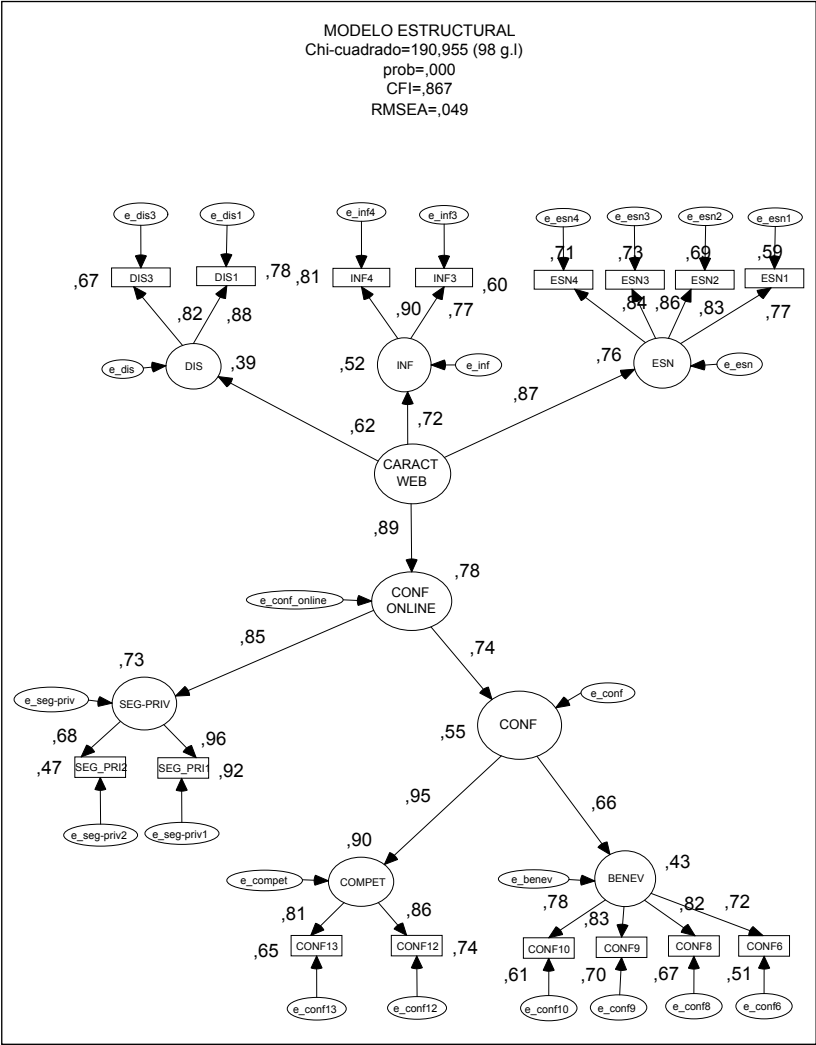 MODELO ESTRUCTURAL
Chi-cuadrado=190,955 (98 g.l)
prob=,000
CFI=,867
RMSEA=,049
e_dis3 e_dis1 e_inf4 e_inf3 e_esn4 e_esn3 e_esn2 e_esn1
,67 DIS3 DIS1 ,78 ,81 INF4 INF3 ,60 ,71 ESN4 ,73 ESN3 ,69 ESN2 ,59 ESN1
,82 ,88 ,90 ,77 ,84 ,86 ,83 ,77
e_dis DIS ,39 ,52 INF e_inf ,76 ESN e_esn
,62 ,72 ,87
CARACT
WEB
,89
,78
e_conf_online CONF
ONLINE
,85 ,74
,73
e_seg-priv SEG-PRIV e_conf
,55 CONF
,68 ,96
,47 SEG_PRI2 SEG_PRI1 ,92
,95 ,66
e_seg-priv2 e_seg-priv1
,90 ,43
e_compet COMPET e_benev BENEV
,81 ,86 ,78 ,83 ,82 ,72
,65 CONF13 CONF12 ,74 CONF10 CONF9 CONF8 CONF6
,61 ,70 ,67 ,51
e_conf13 e_conf12 e_conf10 e_conf9 e_conf8 e_conf6